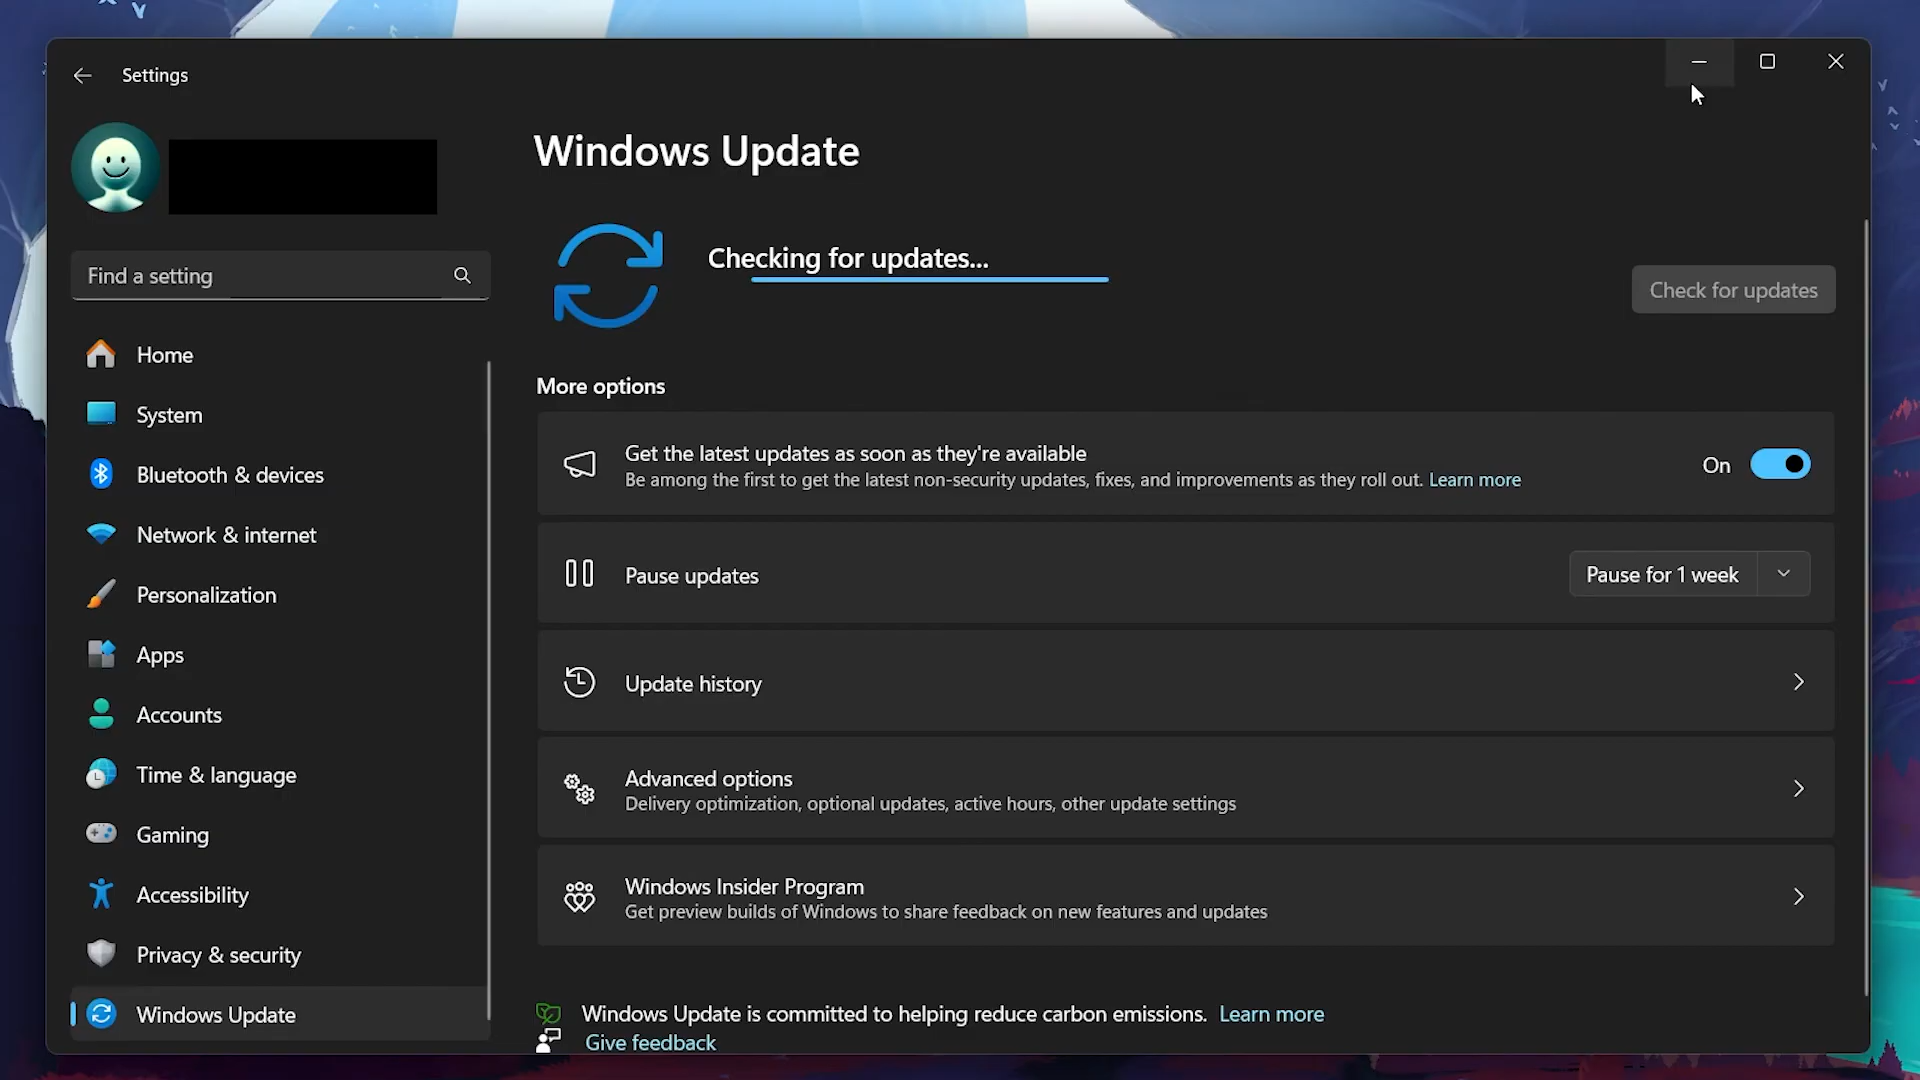 Settings
Find a setting
Home
System
Bluetooth & devices
Network & internet
Personalization
Apps
Accounts
Time & language
Gaming
Accessibility
Privacy & security
Windows Update
Windows Update
Checking for updates...
Check for updates
More options
Get the latest updates as soon as they're available
Be among the first to get the latest non-security updates, fixes, and improvements as they roll out. Learn more
On
Pause updates
Pause for 1 week
Update history
Advanced options
Delivery optimization, optional updates, active hours, other update settings
Windows Insider Program
Get preview builds of Windows to share feedback on new features and updates
Windows Update is committed to helping reduce carbon emissions. Learn more
Give feedback